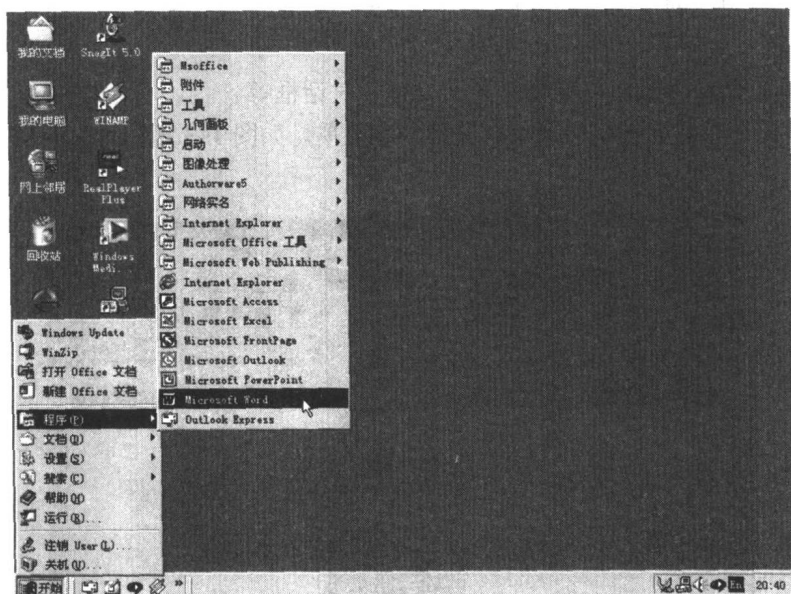 我的文档
SnagIt 5.0
我的电脑
WINAMP
网上邻居
RealPlayer
Plus
回收站
Windows
Medi...
Msoffice
附件
工具
几何画板
启动
图像处理
Authorware5
网络实名
Internet Explorer
Microsoft Office 工具
Microsoft Web Publishing
Internet Explorer
Microsoft Access
Microsoft Excel
Microsoft FrontPage
Microsoft Outlook
Microsoft PowerPoint
Microsoft Word
Outlook Express
Windows Update
WinZip
打开 Office 文档
新建 Office 文档
程序(P)
文档(D)
设置(S)
搜索(C)
帮助(H)
运行(R)...
注销 User(L)...
关机(U)...
开始
»
En
20:40